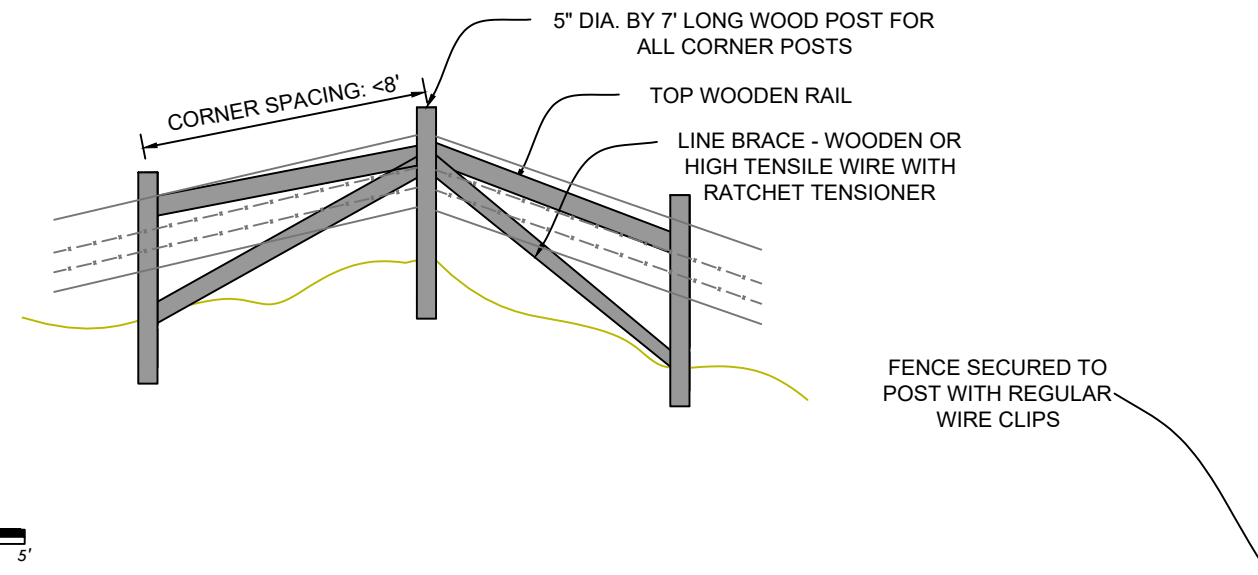 5" DIA. BY 7' LONG WOOD POST FOR
ALL CORNER POSTS
CORNER SPACING: <8'
TOP WOODEN RAIL
LINE BRACE - WOODEN OR
HIGH TENSILE WIRE WITH
RATCHET TENSIONER
FENCE SECURED TO
POST WITH REGULAR
WIRE CLIPS
5'